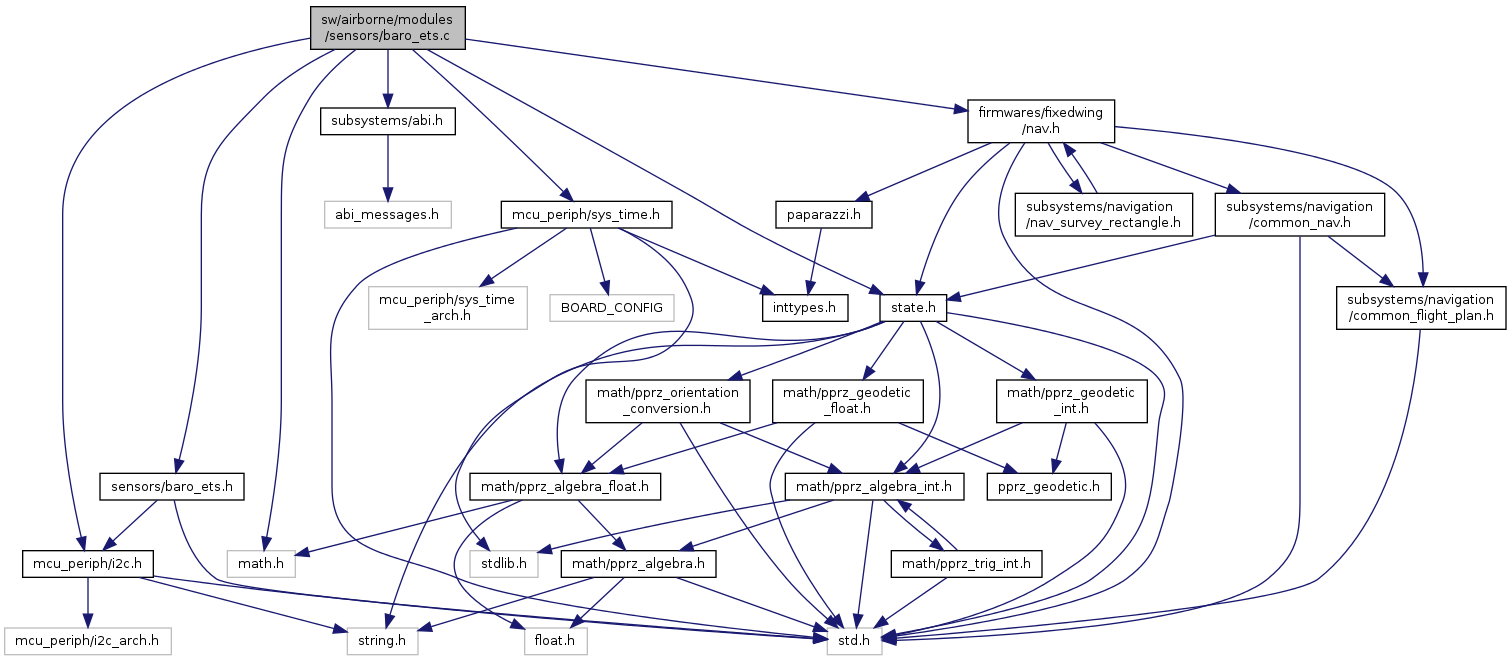 sw/airborne/modules
/sensors/baro_ets.c
firmwares/fixedwing
/nav.h
subsystems/abi.h
abi_messages.h
mcu_periph/sys_time.h
paparazzi.h
subsystems/navigation
/nav_survey_rectangle.h
subsystems/navigation
/common_nav.h
mcu_periph/sys_time
_arch.h
BOARD_CONFIG
inttypes.h
state.h
subsystems/navigation
/common_flight_plan.h
math/pprz_orientation
_conversion.h
math/pprz_geodetic
_float.h
math/pprz_geodetic
_int.h
sensors/baro_ets.h
math/pprz_algebra_float.h
math/pprz_algebra_int.h
pprz_geodetic.h
mcu_periph/i2c.h
math.h
stdlib.h
math/pprz_algebra.h
math/pprz_trig_int.h
mcu_periph/i2c_arch.h
string.h
float.h
std.h